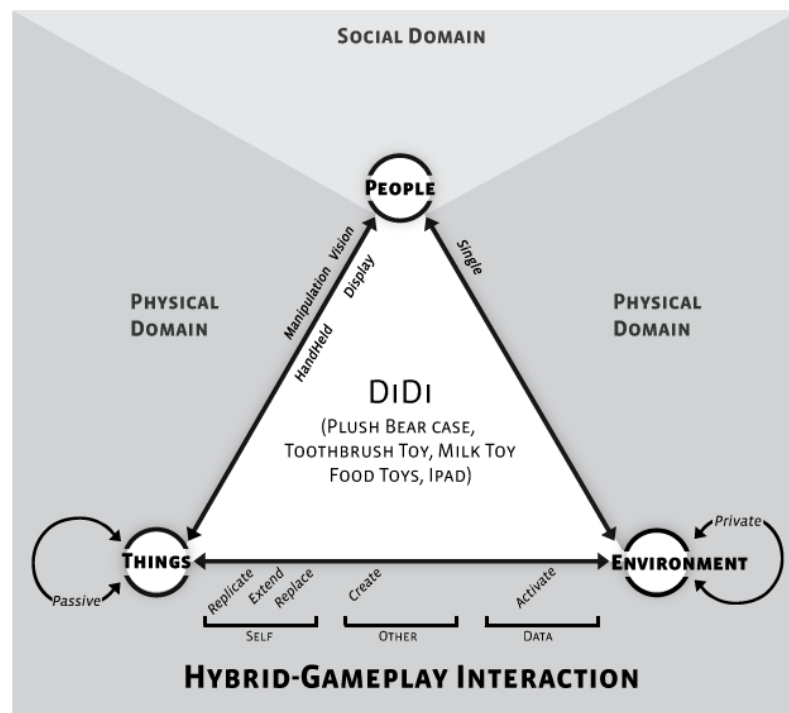 SOCIAL DOMAIN
PEOPLE
Vision
Manipulation
Display
HandHeld
Single
PHYSICAL
DOMAIN
PHYSICAL
DOMAIN
DIDI
(PLUSH BEAR CASE,
TOOTHBRUSH TOY, MILK TOY
FOOD TOYS, IPAD)
THINGS
Passive
ENVIRONMENT
Private
Replicate
Extend
Replace
Create
Activate
SELF
OTHER
DATA
HYBRID-GAMEPLAY INTERACTION